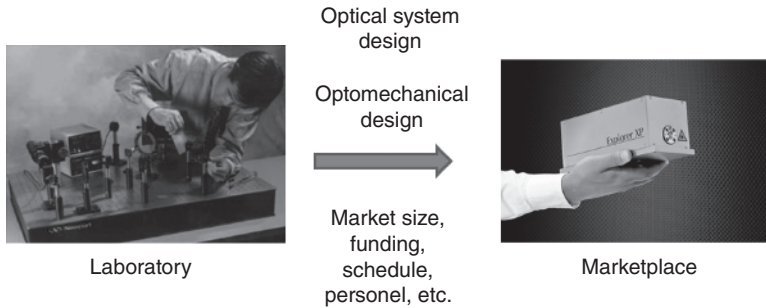 Optical system
design
Optomechanical
design
Explorer XP
Market size,
funding,
schedule,
personel, etc.
Laboratory
Marketplace